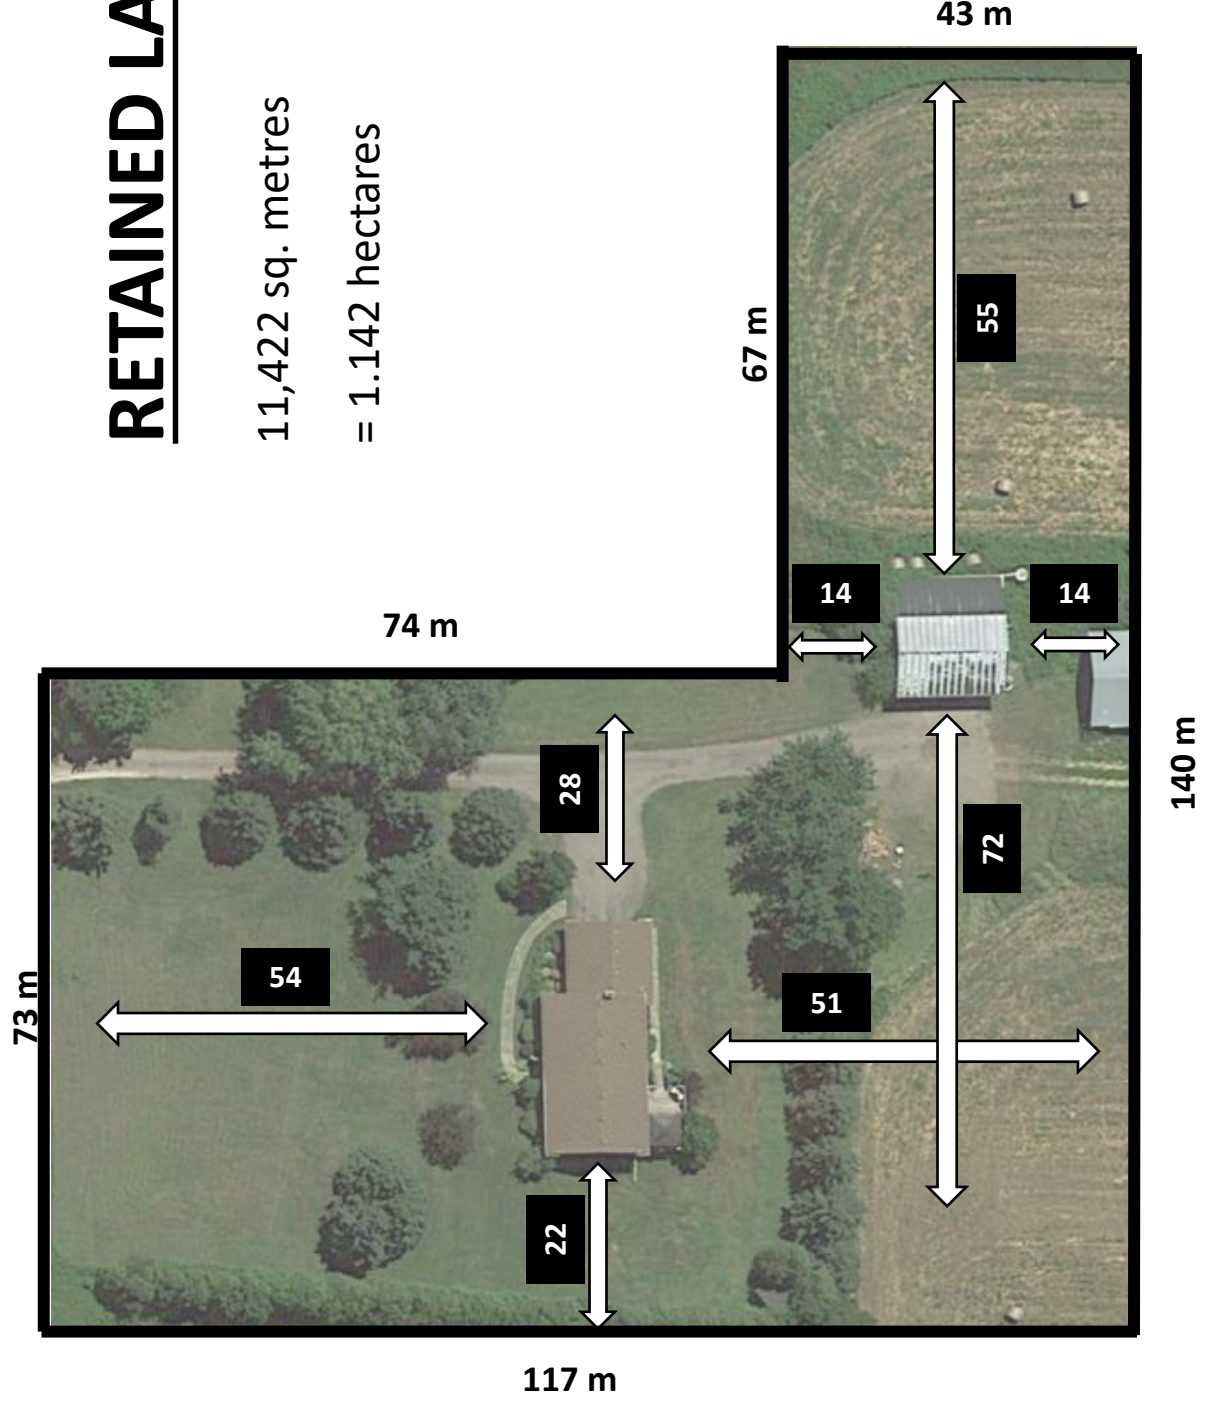 RETAINED LA
11,422 sq. metres
= 1.142 hectares
43 m
67 m
55
14
14
74 m
28
72
140 m
73 m
54
51
22
117 m